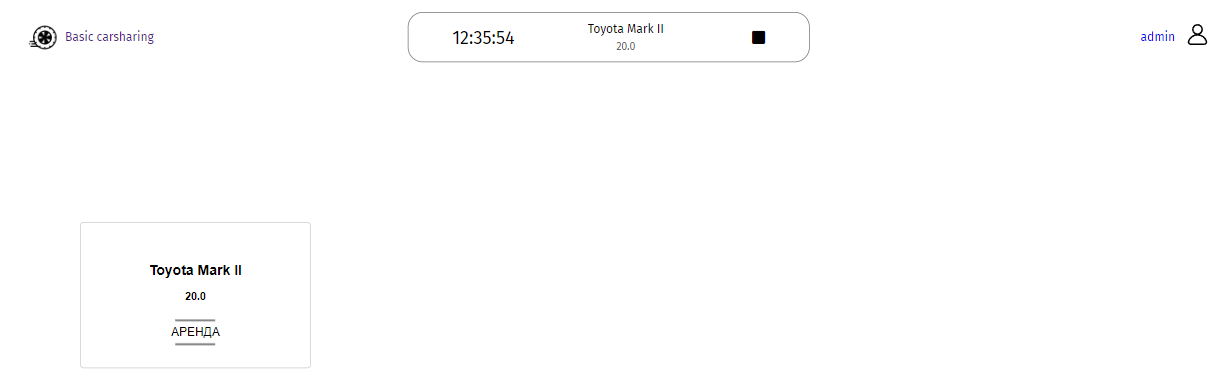 Basic carsharing
12:35:54
Toyota Mark II
20.0
admin
Toyota Mark II
20.0
АРЕНДА